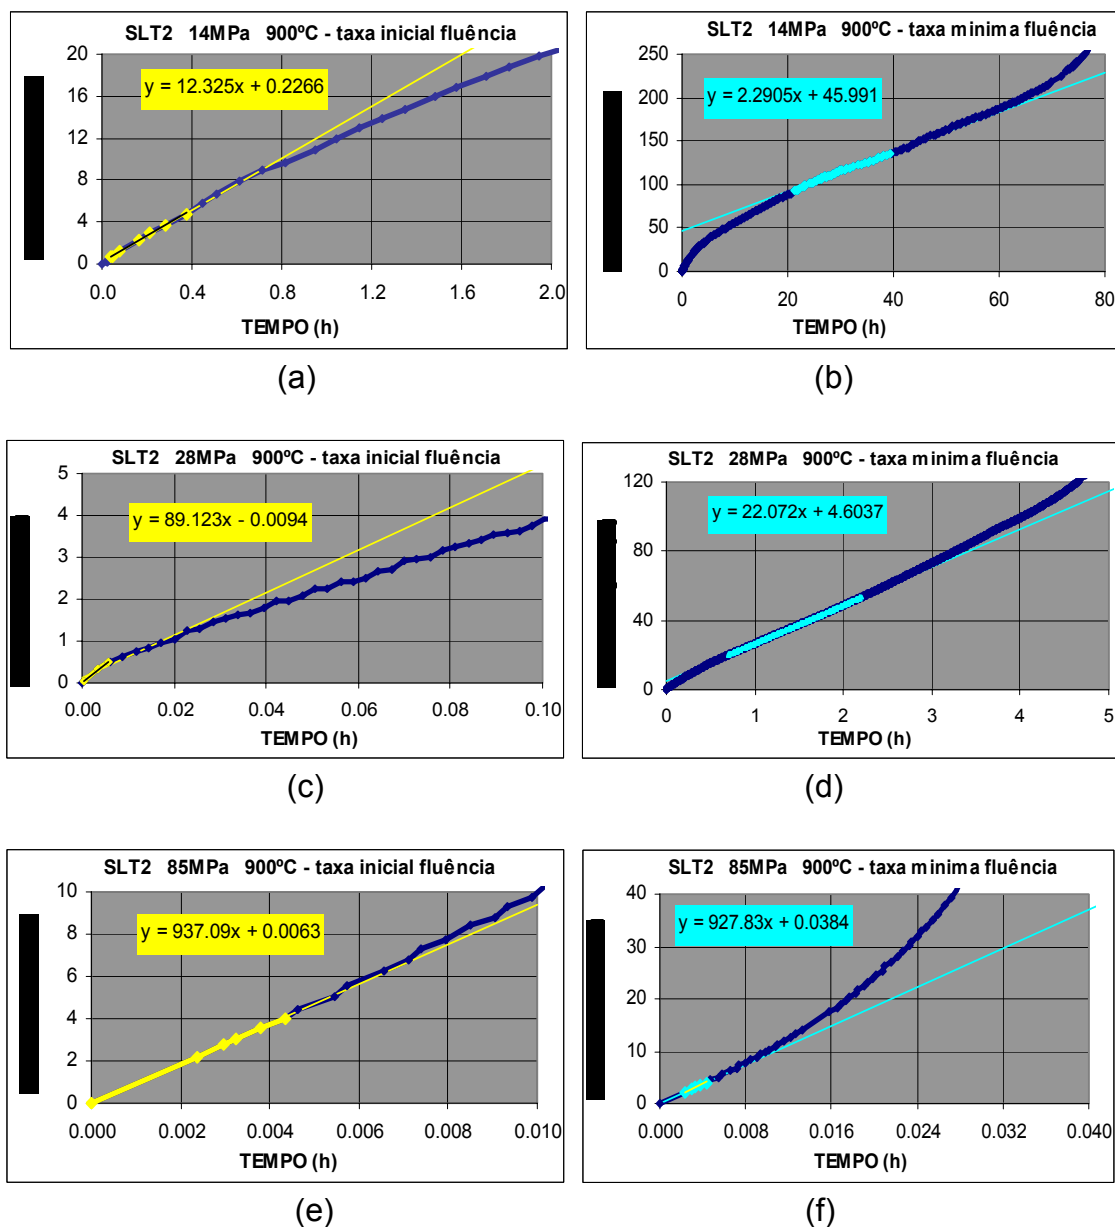 SLT2 14MPa 900ºC - taxa inicial fluência
20
16
12
8
4
0
y = 12.325x + 0.2266
0.0 0.4 0.8 1.2 1.6 2.0
TEMPO (h)
(a)
SLT2 14MPa 900ºC - taxa minima fluência
250
200
150
100
50
0
y = 2.2905x + 45.991
0 20 40 60 80
TEMPO (h)
(b)
SLT2 28MPa 900ºC - taxa inicial fluência
5
4
3
2
1
0
y = 89.123x - 0.0094
0.00 0.02 0.04 0.06 0.08 0.10
TEMPO (h)
(c)
SLT2 28MPa 900ºC - taxa minima fluência
120
80
40
0
y = 22.072x + 4.6037
0 1 2 3 4 5
TEMPO (h)
(d)
SLT2 85MPa 900ºC - taxa inicial fluência
10
8
6
4
2
0
y = 937.09x + 0.0063
0.000 0.002 0.004 0.006 0.008 0.010
TEMPO (h)
(e)
SLT2 85MPa 900ºC - taxa minima fluência
40
30
20
10
0
y = 927.83x + 0.0384
0.000 0.008 0.016 0.024 0.032 0.040
TEMPO (h)
(f)